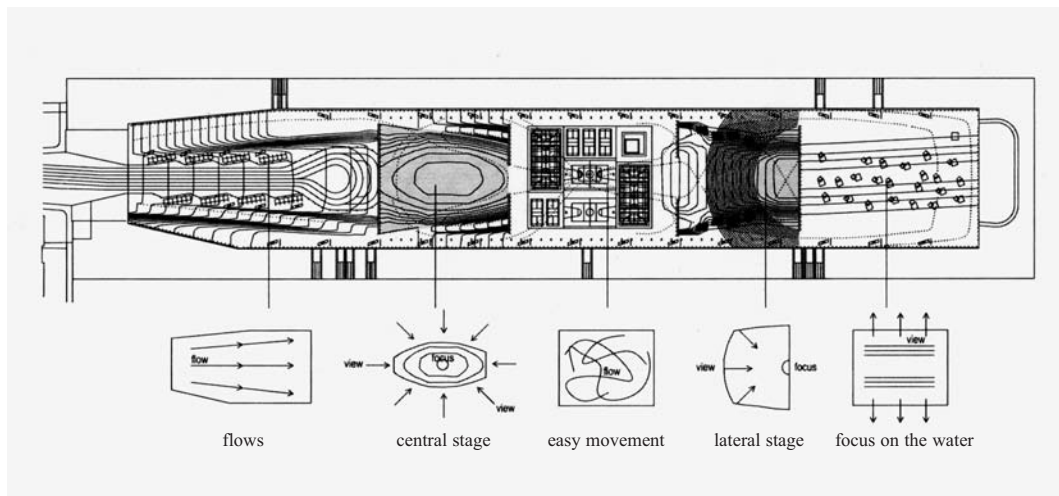 flow
view
focus
view
flow
view
focus
view
flows
central stage
easy movement
lateral stage
focus on the water